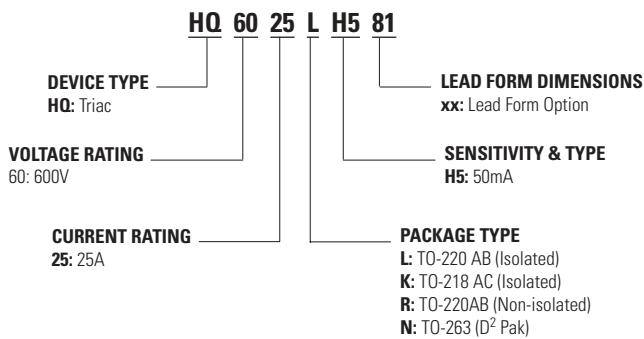 HQ 60 25 L H5 81
DEVICE TYPE
HQ: Triac
VOLTAGE RATING
60: 600V
CURRENT RATING
25: 25A
LEAD FORM DIMENSIONS
xx: Lead Form Option
SENSITIVITY & TYPE
H5: 50mA
PACKAGE TYPE
L: TO-220 AB (Isolated)
K: TO-218 AC (Isolated)
R: TO-220AB (Non-isolated)
N: TO-263 (D² Pak)